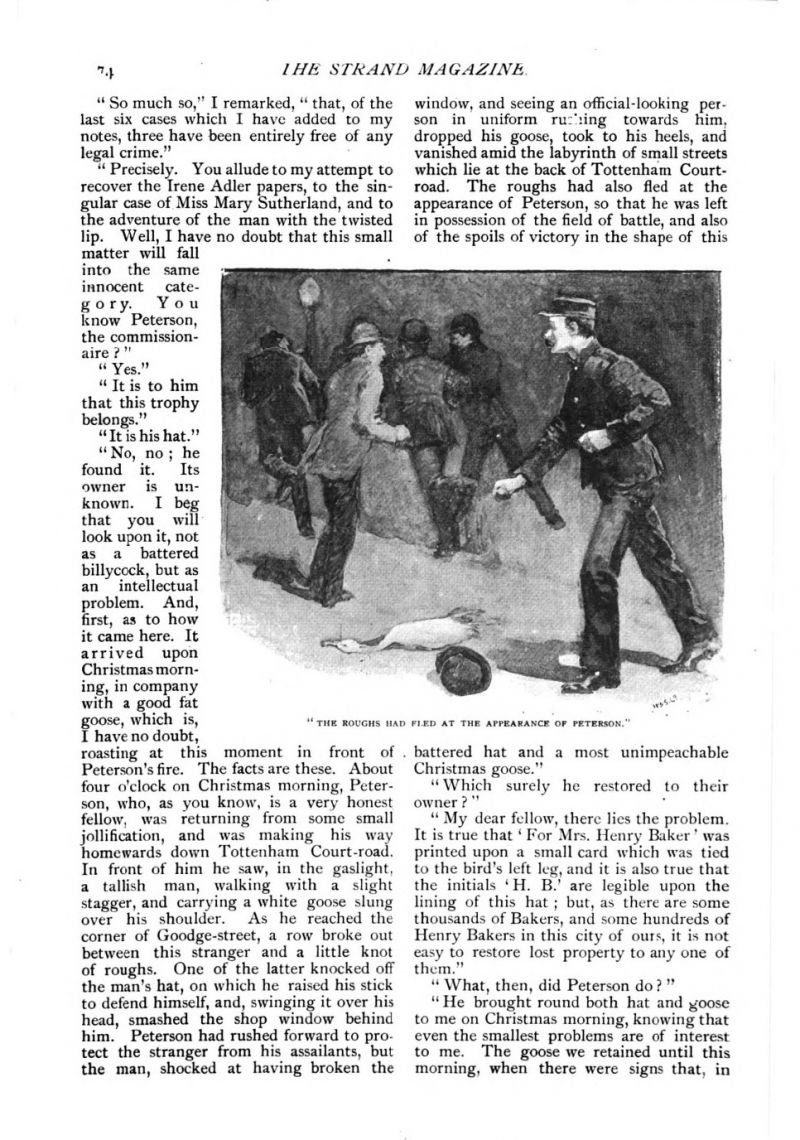 74
THE STRAND MAGAZINE.
“ So much so,” I remarked, “ that, of the
last six cases which I have added to my
notes, three have been entirely free of any
legal crime.”
“ Precisely. You allude to my attempt to
recover the Irene Adler papers, to the sin-
gular case of Miss Mary Sutherland, and to
the adventure of the man with the twisted
lip. Well, I have no doubt that this small
matter will fall
into the same
innocent cate-
gory. You
know Peterson,
the commission-
aire ? ”
“ Yes.”
“ It is to him
that this trophy
belongs.”
“ It is his hat.”
“ No, no ; he
found it. Its
owner is un-
known. I beg
that you will
look upon it, not
as a battered
billycock, but as
an intellectual
problem. And,
first, as to how
it came here. It
arrived upon
Christmas morn-
ing, in company
with a good fat
goose, which is,
I have no doubt,
roasting at this moment in front of
Peterson’s fire. The facts are these. About
four o’clock on Christmas morning, Peter-
son, who, as you know, is a very honest
fellow, was returning from some small
jollification, and was making his way
homewards down Tottenham Court-road.
In front of him he saw, in the gaslight,
a tallish man, walking with a slight
stagger, and carrying a white goose slung
over his shoulder. As he reached the
corner of Goodge-street, a row broke out
between this stranger and a little knot
of roughs. One of the latter knocked off
the man’s hat, on which he raised his stick
to defend himself, and, swinging it over his
head, smashed the shop window behind
him. Peterson had rushed forward to pro-
tect the stranger from his assailants, but
the man, shocked at having broken the
window, and seeing an official-looking per-
son in uniform rushing towards him,
dropped his goose, took to his heels, and
vanished amid the labyrinth of small streets
which lie at the back of Tottenham Court-
road. The roughs had also fled at the
appearance of Peterson, so that he was left
in possession of the field of battle, and also
of the spoils of victory in the shape of this
“ THE ROUGHS HAD FLED AT THE APPEARANCE OF PETERSON.”
battered hat and a most unimpeachable
Christmas goose.”
“ Which surely he restored to their
owner ? ”
“ My dear fellow, there lies the problem.
It is true that ‘ For Mrs. Henry Baker ’ was
printed upon a small card which was tied
to the bird’s left leg, and it is also true that
the initials ‘ H. B.’ are legible upon the
lining of this hat ; but, as there are some
thousands of Bakers, and some hundreds of
Henry Bakers in this city of ours, it is not
easy to restore lost property to any one of
them.”
“ What, then, did Peterson do ? ”
“ He brought round both hat and goose
to me on Christmas morning, knowing that
even the smallest problems are of interest
to me. The goose we retained until this
morning, when there were signs that, in